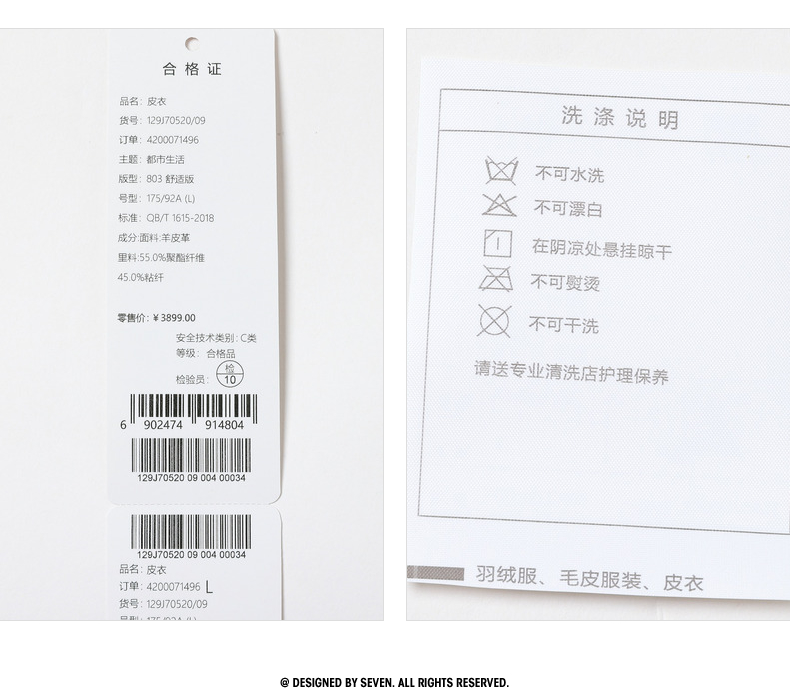 合格证
品名: 皮衣
货号: 129J70520/09
订单: 4200071496
主题: 都市生活
版型: 803 舒适版
号型: 175/92A (L)
标准: QB/T 1615-2018
成分:面料:羊皮革
里料:55.0%聚酯纤维
45.0%粘纤
零售价: ¥3899.00
安全技术类别: C类
等级: 合格品
检验员: 检
10
6 902474 914804
129J70520 09 004 00034
129J70520 09 004 00034
品名: 皮衣
订单: 4200071496 L
货号: 129J70520/09
号型: 175/92A (L)
洗涤说明
不可水洗
不可漂白
在阴凉处悬挂晾干
不可熨烫
不可干洗
请送专业清洗店护理保养
羽绒服、毛皮服装、皮衣
@ DESIGNED BY SEVEN. ALL RIGHTS RESERVED.